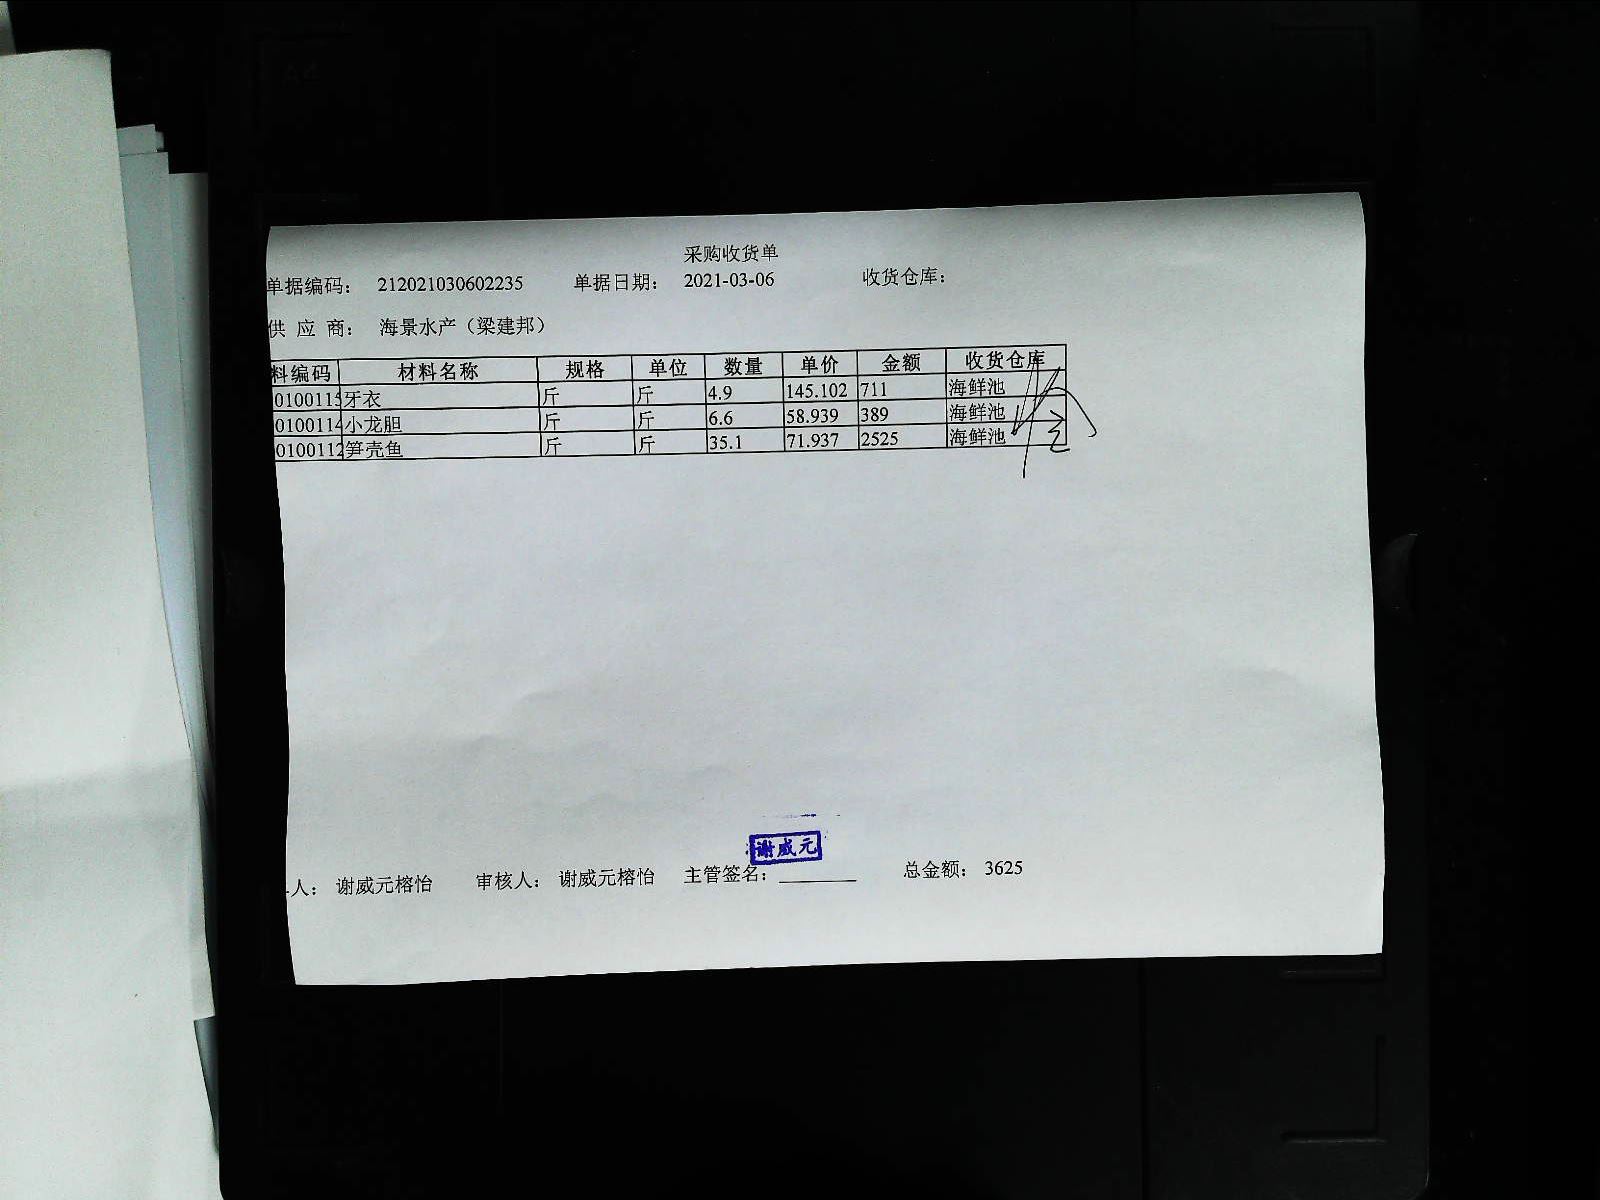 采购收货单
单据编码： 212021030602235 单据日期： 2021-03-06 收货仓库：
供 应 商： 海景水产（梁建邦）
料编码 材料名称 规格 单位 数量 单价 金额 收货仓库
0100115 牙衣 斤 斤 4.9 145.102 711 海鲜池
0100114 小龙胆 斤 斤 6.6 58.939 389 海鲜池
0100112 笋壳鱼 斤 斤 35.1 71.937 2525 海鲜池
谢威元
人： 谢威元榕怡 审核人： 谢威元榕怡 主管签名： 总金额： 3625